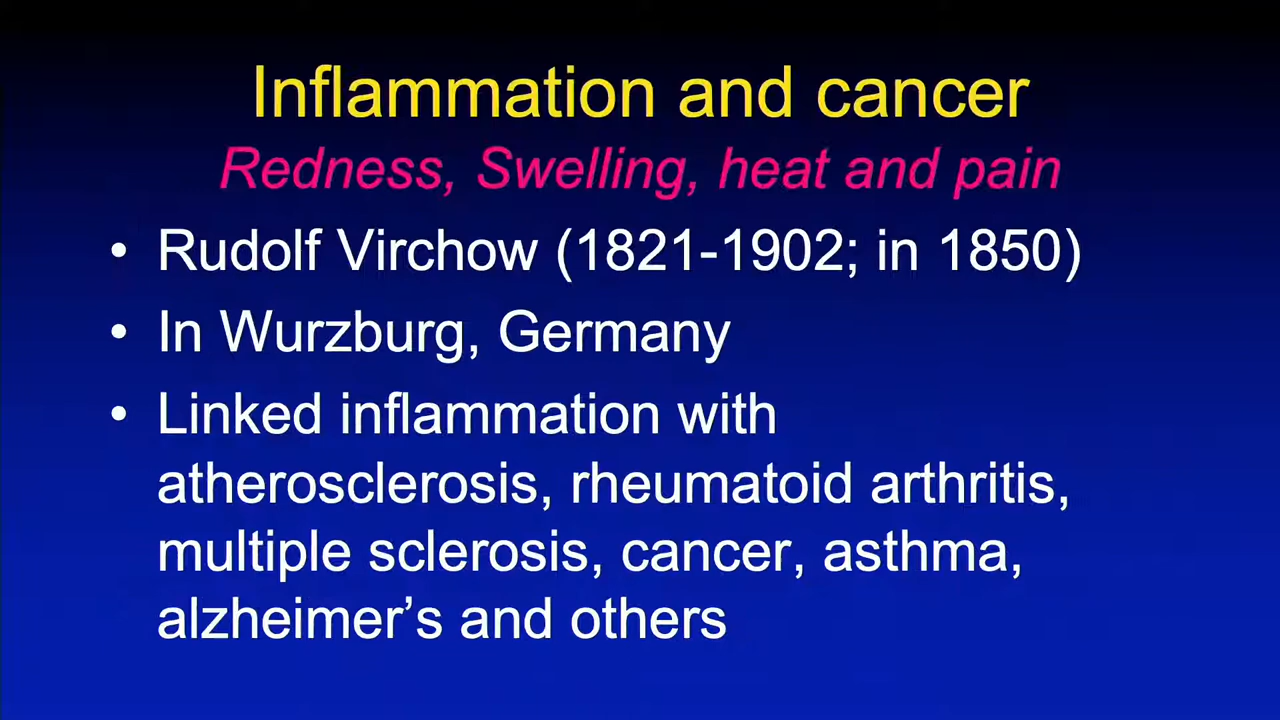 Inflammation and cancer
Redness, Swelling, heat and pain
• Rudolf Virchow (1821-1902; in 1850)
• In Wurzburg, Germany
• Linked inflammation with
atherosclerosis, rheumatoid arthritis,
multiple sclerosis, cancer, asthma,
alzheimer’s and others